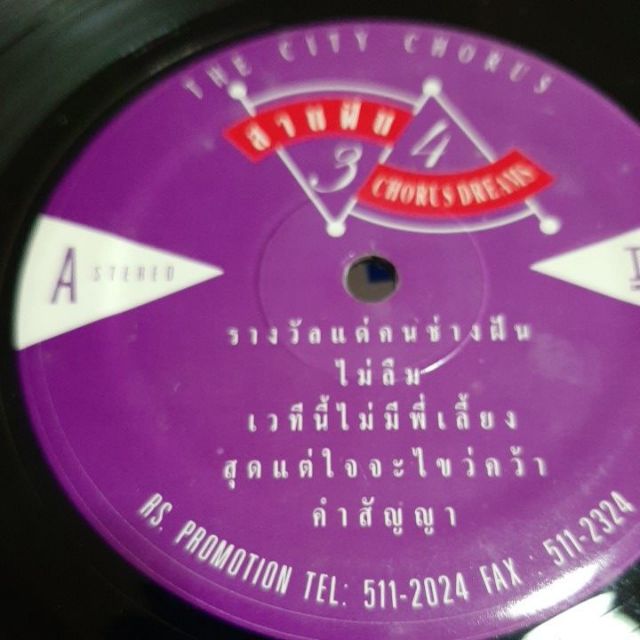 THE CITY CHORUS
สายฝัน
3 4
CHORUS DREAMS
A STEREO
รางวัลแด่คนช่างฝัน
ไม่ลืม
เวทีนี้ไม่มีพี่เลี้ยง
สุดแต่ใจจะไขว่คว้า
คำสัญญา
RS. PROMOTION TEL: 511-2024 FAX · 511-2324